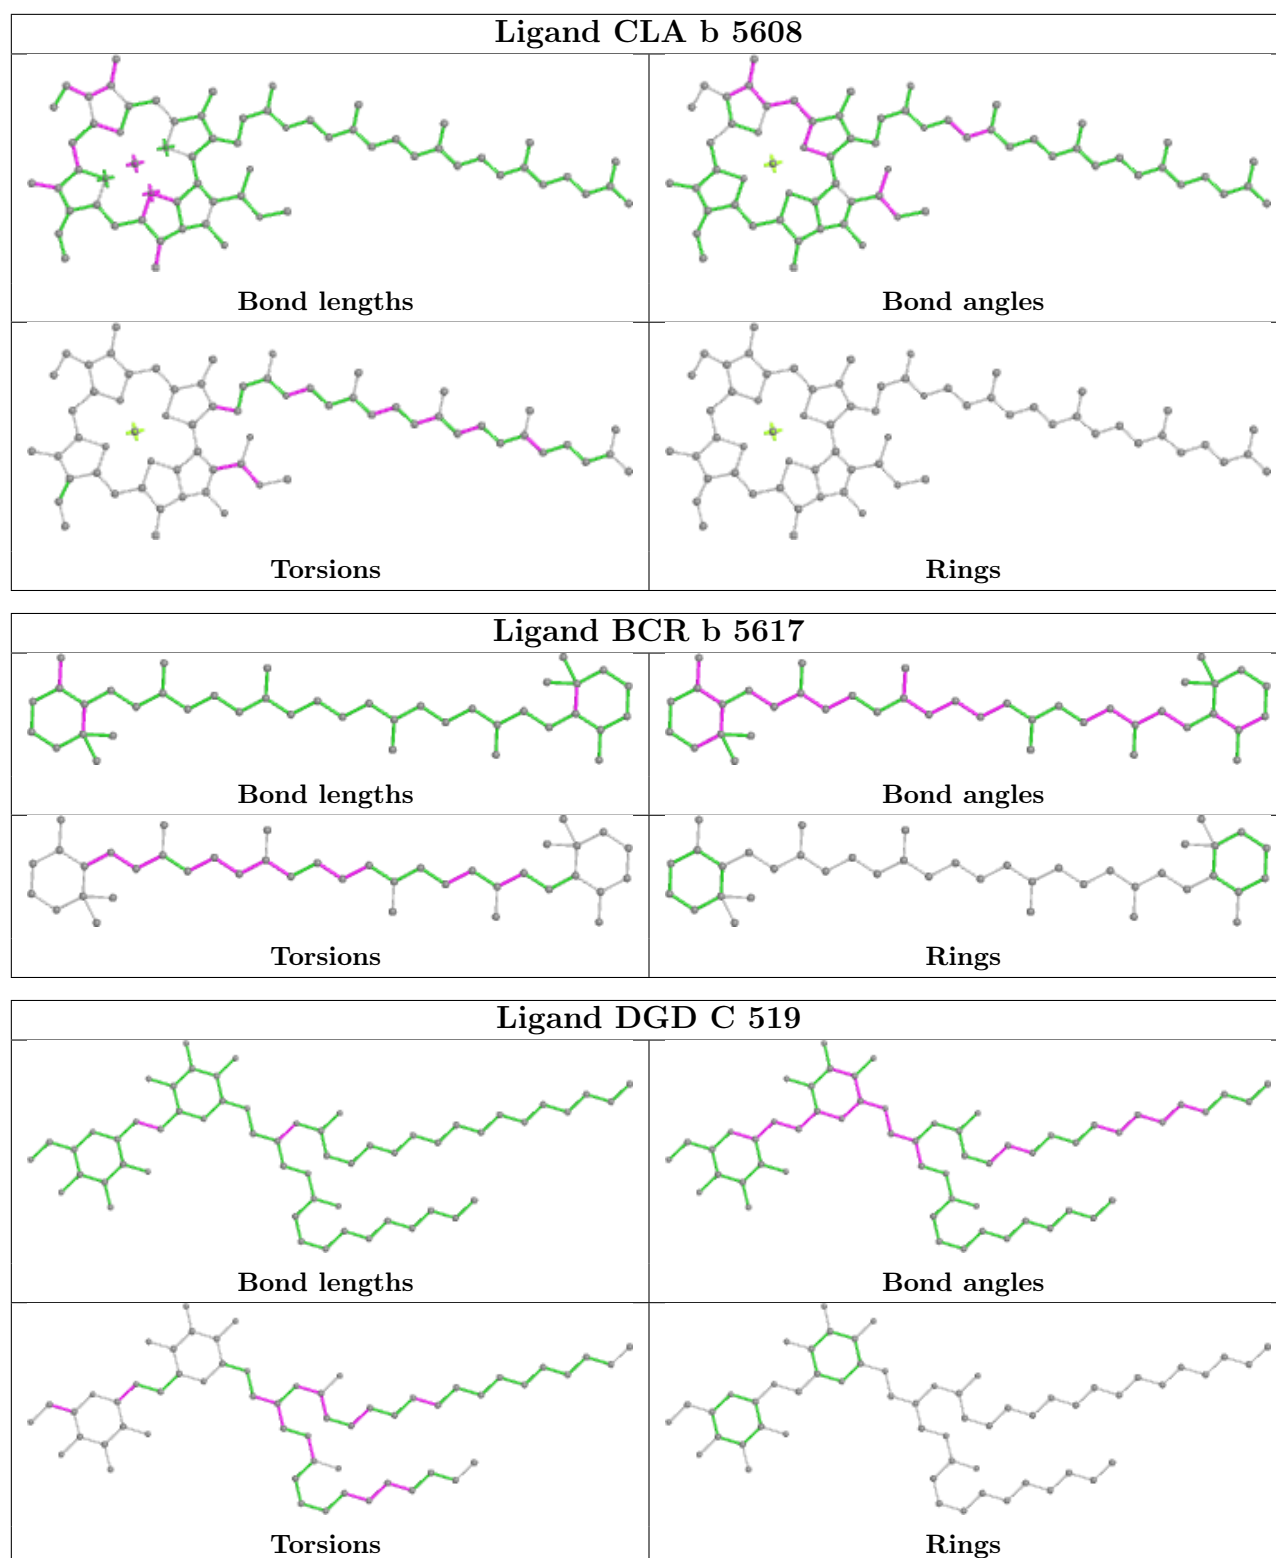 Ligand CLA b 5608
Bond lengths
Bond angles
Torsions
Rings
Ligand BCR b 5617
Bond lengths
Bond angles
Torsions
Rings
Ligand DGD C 519
Bond lengths
Bond angles
Torsions
Rings